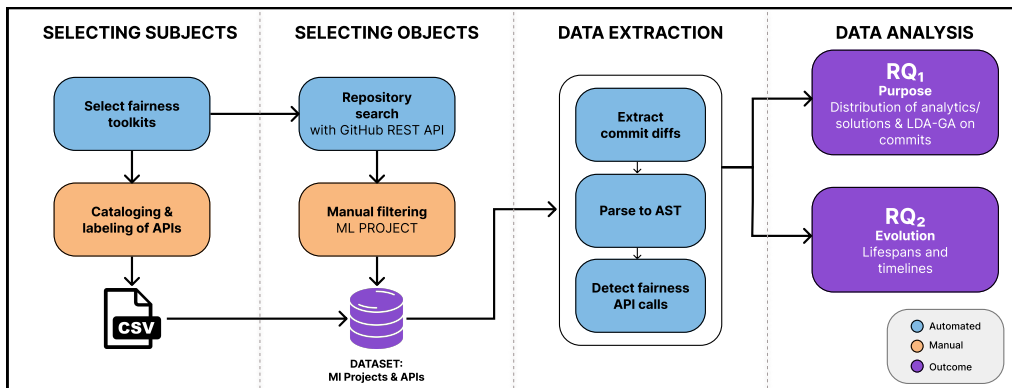 SELECTING SUBJECTS
Select fairness
toolkits
Cataloging &
labeling of APIs
CSV
SELECTING OBJECTS
Repository
search
with GitHub REST API
Manual filtering
ML PROJECT
DATASET:
Ml Projects & APIs
DATA EXTRACTION
Extract
commit diffs
Parse to AST
Detect fairness
API calls
DATA ANALYSIS
RQ₁
Purpose
Distribution of analytics/
solutions & LDA-GA on
commits
RQ₂
Evolution
Lifespans and
timelines
Automated
Manual
Outcome